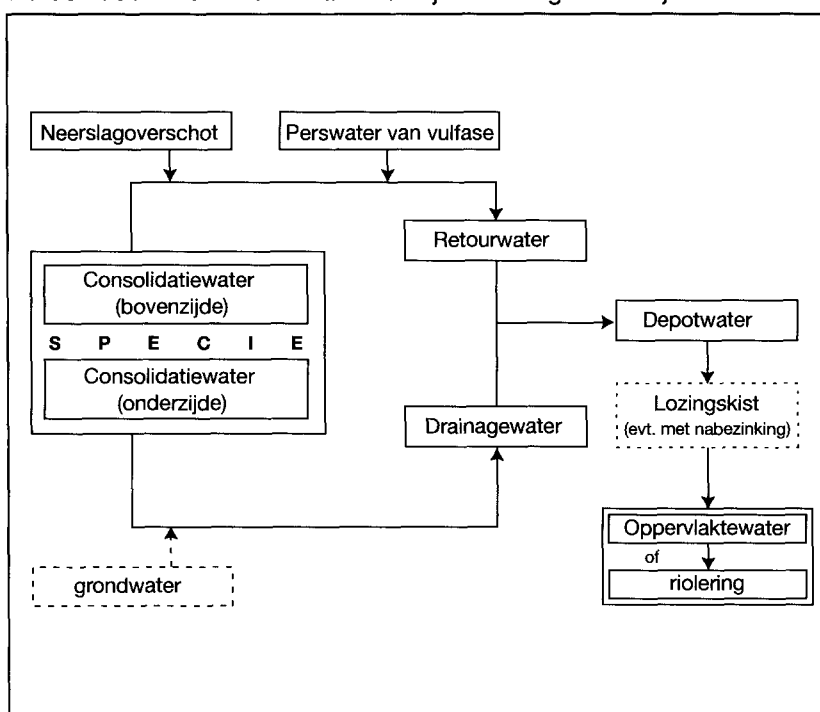 Neerslagoverschot
Perswater van vulfase
Retourwater
Consolidatiewater
(bovenzijde)
S P E C I E
Consolidatiewater
(onderzijde)
Depotwater
Lozingskist
(evt. met nabezinking)
Drainagewater
Oppervlaktewater
of
riolering
grondwater